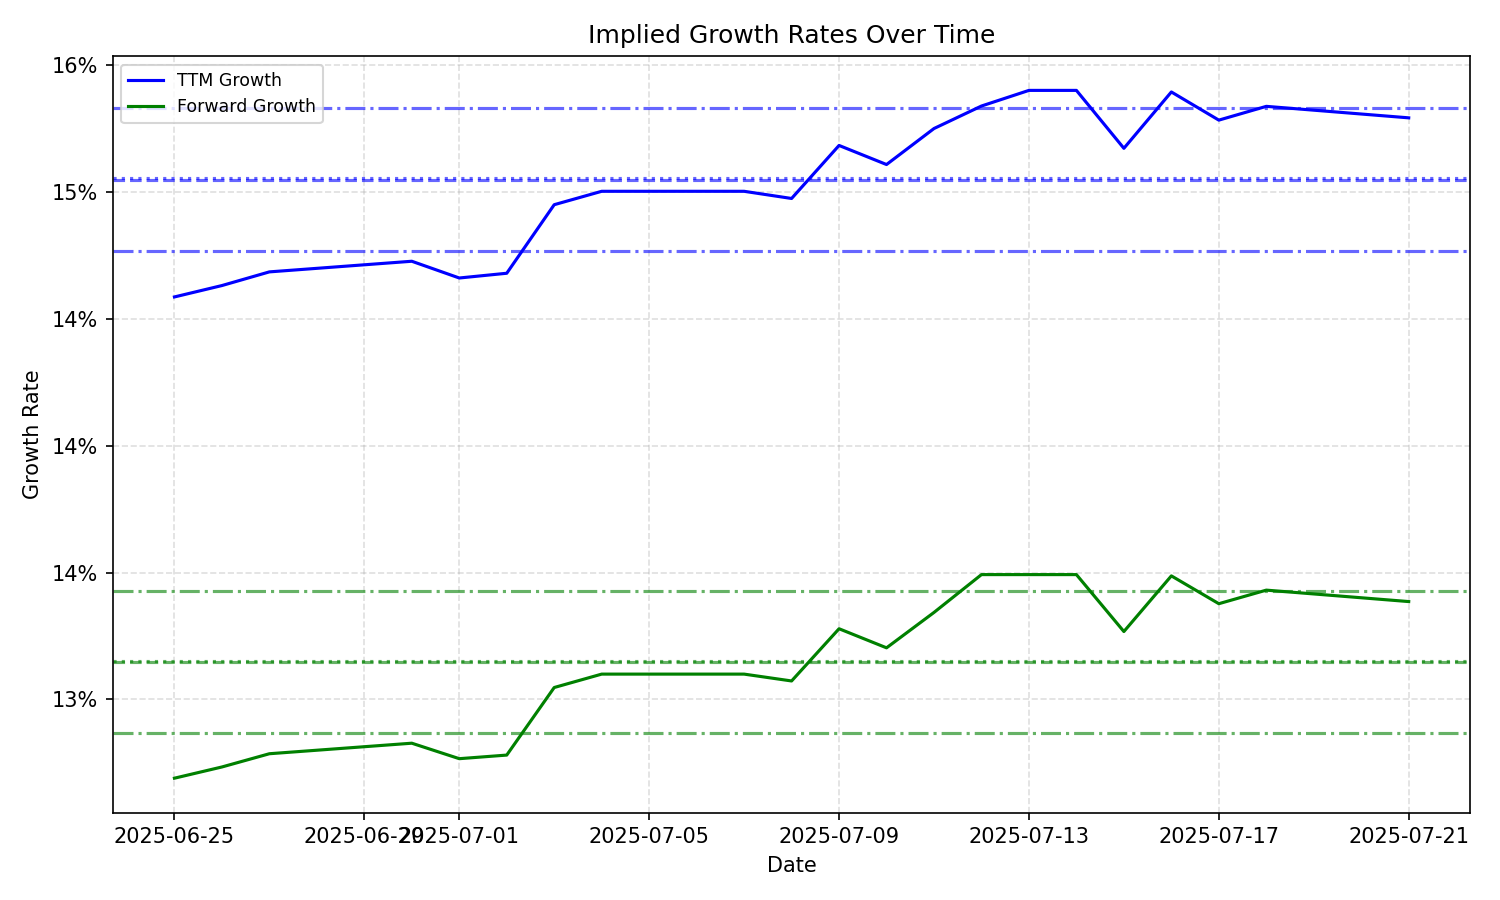 Implied Growth Rates Over Time
TTM Growth
Forward Growth
16%
15%
14%
14%
14%
13%
Growth Rate
2025-06-25
2025-06-29
2025-07-01
2025-07-05
2025-07-09
2025-07-13
2025-07-17
2025-07-21
Date